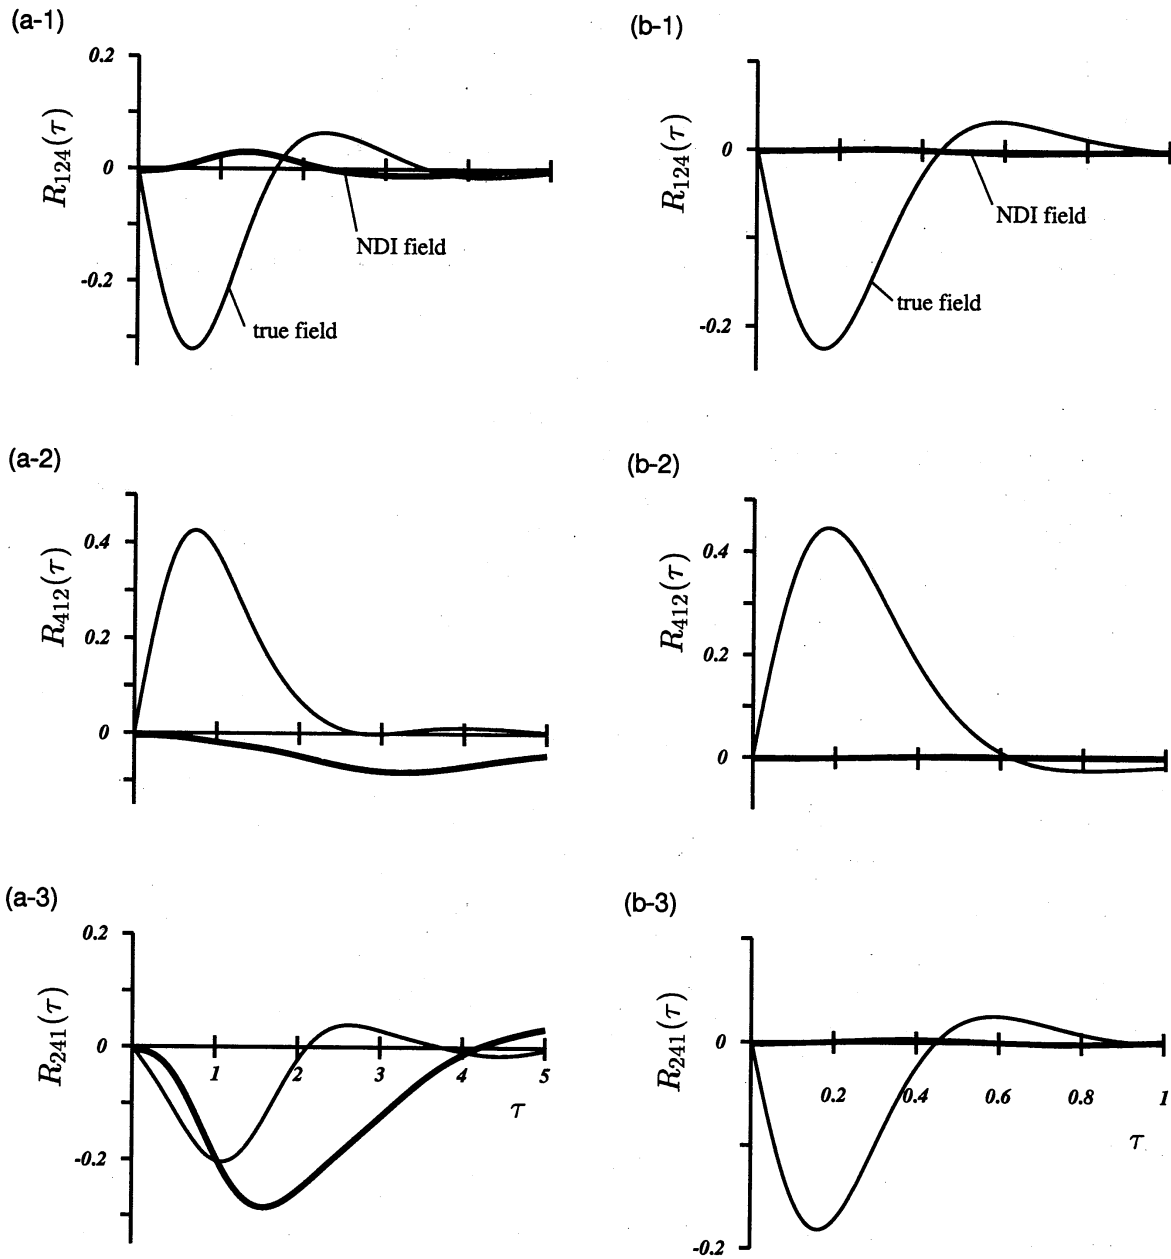 (a-1)
(b-1)
0.2
0
-0.2
R124(τ)
NDI field
true field
0
-0.2
R124(τ)
NDI field
true field
(a-2)
(b-2)
0.4
0.2
0
R412(τ)
0.4
0.2
0
R412(τ)
(a-3)
(b-3)
0.2
0
-0.2
R241(τ)
1 2 3 4 5
τ
0
-0.2
R241(τ)
0.2 0.4 0.6 0.8 1
τ